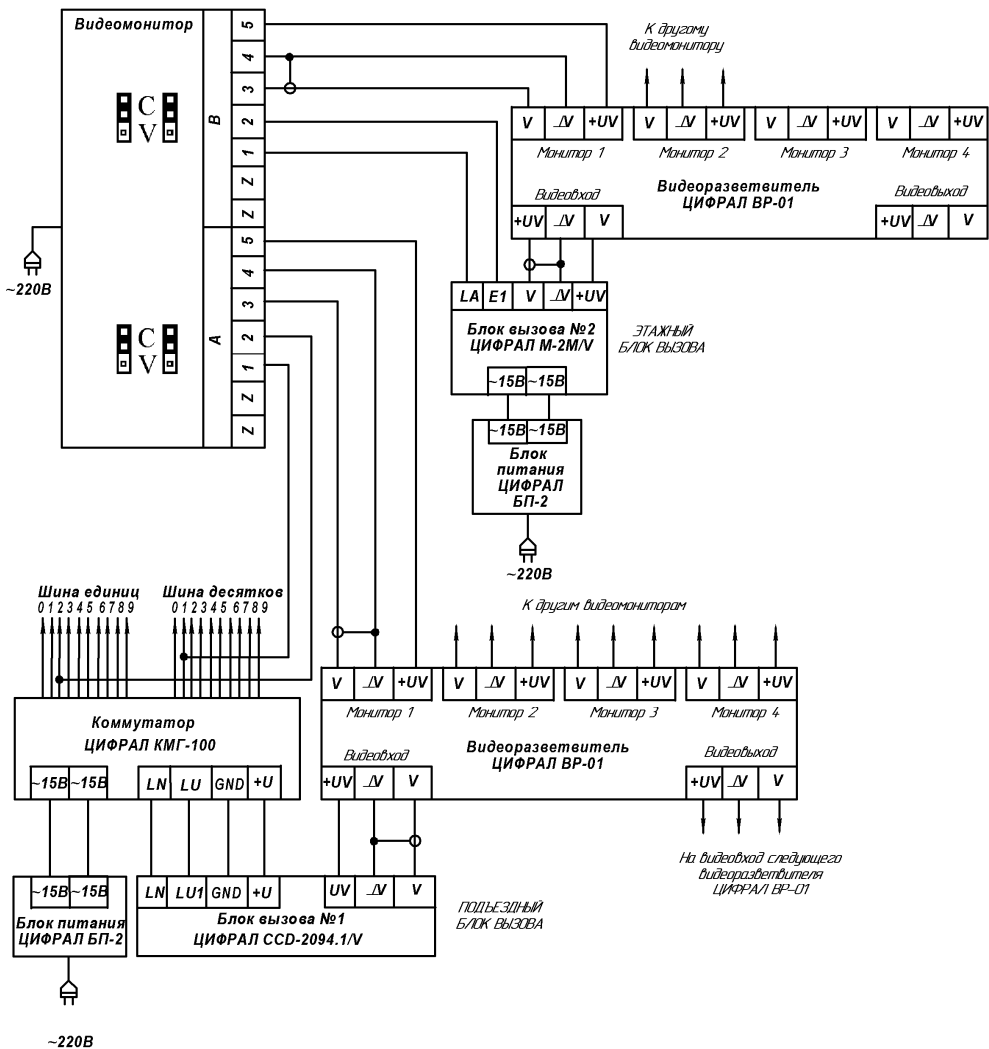 Видеомонитор
C
V
C
V
B
A
5
4
3
2
1
Z
Z
5
4
3
2
1
Z
Z
~220В
К другому
видеомонитору
V ⊥V +UV V ⊥V +UV V ⊥V +UV V ⊥V +UV
Монитор 1 Монитор 2 Монитор 3 Монитор 4
Видеоразветвитель
ЦИФРАЛ ВР-01
Видеовход
Видеовыход
+UV ⊥V V
+UV ⊥V V
LA E1 V ⊥V +UV
Блок вызова №2
ЦИФРАЛ М-2М/V
ЭТАЖНЫЙ
БЛОК ВЫЗОВА
~15В ~15В
~15В ~15В
Блок
питания
ЦИФРАЛ
БП-2
~220В
Шина единиц
0 1 2 3 4 5 6 7 8 9
Шина десятков
0 1 2 3 4 5 6 7 8 9
К другим видеомониторам
V ⊥V +UV V ⊥V +UV V ⊥V +UV V ⊥V +UV
Монитор 1 Монитор 2 Монитор 3 Монитор 4
Видеоразветвитель
ЦИФРАЛ ВР-01
Видеовход
Видеовыход
+UV ⊥V V
+UV ⊥V V
На видеовход следующего
видеоразветвителя
ЦИФРАЛ ВР-01
Коммутатор
ЦИФРАЛ КМГ-100
~15В ~15В LN LU GND +U
~15В ~15В
Блок питания
ЦИФРАЛ БП-2
~220В
LN LU1 GND +U UV ⊥V V
Блок вызова №1
ЦИФРАЛ CCD-2094.1/V
ПОДЪЕЗДНЫЙ
БЛОК ВЫЗОВА